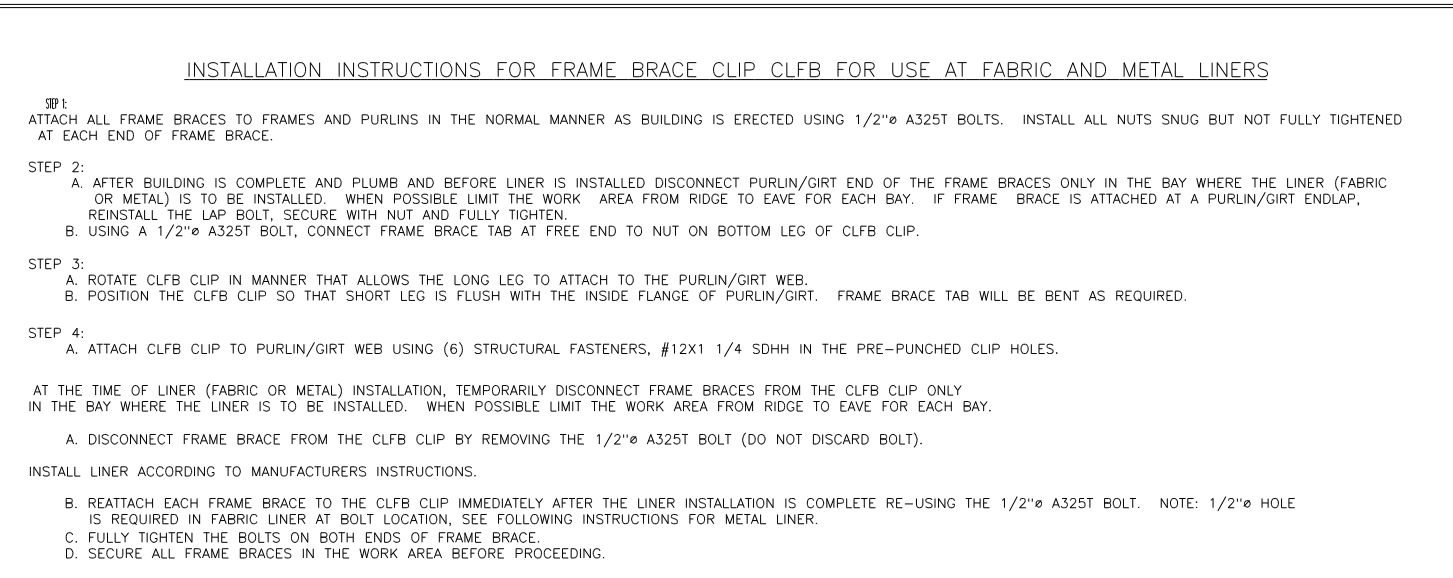 INSTALLATION INSTRUCTIONS FOR FRAME BRACE CLIP CLFB FOR USE AT FABRIC AND METAL LINERS
STEP 1:
ATTACH ALL FRAME BRACES TO FRAMES AND PURLINS IN THE NORMAL MANNER AS BUILDING IS ERECTED USING 1/2"ø A325T BOLTS. INSTALL ALL NUTS SNUG BUT NOT FULLY TIGHTENED
AT EACH END OF FRAME BRACE.
STEP 2:
A. AFTER BUILDING IS COMPLETE AND PLUMB AND BEFORE LINER IS INSTALLED DISCONNECT PURLIN/GIRT END OF THE FRAME BRACES ONLY IN THE BAY WHERE THE LINER (FABRIC
OR METAL) IS TO BE INSTALLED. WHEN POSSIBLE LIMIT THE WORK AREA FROM RIDGE TO EAVE FOR EACH BAY. IF FRAME BRACE IS ATTACHED AT A PURLIN/GIRT ENDLAP,
REINSTALL THE LAP BOLT, SECURE WITH NUT AND FULLY TIGHTEN.
B. USING A 1/2"ø A325T BOLT, CONNECT FRAME BRACE TAB AT FREE END TO NUT ON BOTTOM LEG OF CLFB CLIP.
STEP 3:
A. ROTATE CLFB CLIP IN MANNER THAT ALLOWS THE LONG LEG TO ATTACH TO THE PURLIN/GIRT WEB.
B. POSITION THE CLFB CLIP SO THAT SHORT LEG IS FLUSH WITH THE INSIDE FLANGE OF PURLIN/GIRT. FRAME BRACE TAB WILL BE BENT AS REQUIRED.
STEP 4:
A. ATTACH CLFB CLIP TO PURLIN/GIRT WEB USING (6) STRUCTURAL FASTENERS, #12X1 1/4 SDHH IN THE PRE-PUNCHED CLIP HOLES.
AT THE TIME OF LINER (FABRIC OR METAL) INSTALLATION, TEMPORARILY DISCONNECT FRAME BRACES FROM THE CLFB CLIP ONLY
IN THE BAY WHERE THE LINER IS TO BE INSTALLED. WHEN POSSIBLE LIMIT THE WORK AREA FROM RIDGE TO EAVE FOR EACH BAY.
A. DISCONNECT FRAME BRACE FROM THE CLFB CLIP BY REMOVING THE 1/2"ø A325T BOLT (DO NOT DISCARD BOLT).
INSTALL LINER ACCORDING TO MANUFACTURERS INSTRUCTIONS.
B. REATTACH EACH FRAME BRACE TO THE CLFB CLIP IMMEDIATELY AFTER THE LINER INSTALLATION IS COMPLETE RE-USING THE 1/2"ø A325T BOLT. NOTE: 1/2"ø HOLE
IS REQUIRED IN FABRIC LINER AT BOLT LOCATION, SEE FOLLOWING INSTRUCTIONS FOR METAL LINER.
C. FULLY TIGHTEN THE BOLTS ON BOTH ENDS OF FRAME BRACE.
D. SECURE ALL FRAME BRACES IN THE WORK AREA BEFORE PROCEEDING.